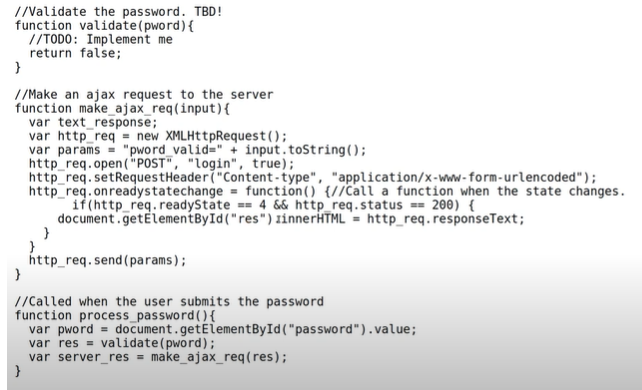 //Validate the password. TBD!
function validate(pword){
//TODO: Implement me
return false;
}
//Make an ajax request to the server
function make_ajax_req(input){
var text_response;
var http_req = new XMLHttpRequest();
var params = "pword_valid=" + input.toString();
http_req.open("POST", "login", true);
http_req.setRequestHeader("Content-type", "application/x-www-form-urlencoded");
http_req.onreadystatechange = function() {//Call a function when the state changes.
if(http_req.readyState == 4 && http_req.status == 200) {
document.getElementById("res").innerHTML = http_req.responseText;
}
}
http_req.send(params);
}
//Called when the user submits the password
function process_password(){
var pword = document.getElementById("password").value;
var res = validate(pword);
var server_res = make_ajax_req(res);
}